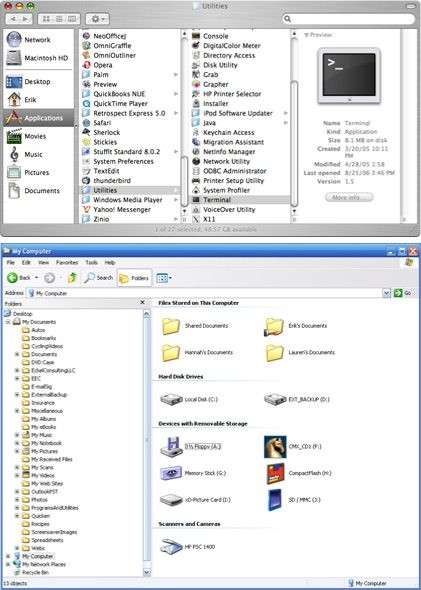 Utilities
Network
Macintosh HD
Desktop
Erik
Applications
Movies
Music
Pictures
Documents
NeoOfficeJ
OmniGraffle
OmniOutliner
Opera
Palm
Preview
QuickBooks NUE
QuickTime Player
Retrospect Express 5.0
Safari
Sherlock
Stickies
StuffIt Standard 8.0.2
System Preferences
TextEdit
thunderbird
Utilities
Windows Media Player
Yahoo! Messenger
Zinio
Console
DigitalColor Meter
Directory Access
Disk Utility
Grab
Grapher
HP Printer Selector
Installer
iPod Software Updater
Java
Keychain Access
Migration Assistant
NetInfo Manager
Network Utility
ODBC Administrator
Printer Setup Utility
System Profiler
Terminal
VoiceOver Utility
X11
Preview:
>_
Name Terminal
Kind Application
Size 8.1 MB on disk
Created 3/20/05 10:11 PM
Modified 4/28/05 1:58 PM
Last opened 8/25/06 3:46 PM
Version 1.5
More info...
1 of 27 selected, 48.57 GB available
My Computer
File Edit View Favorites Tools Help
Back Search Folders
Address My Computer Go
Folders
Desktop
My Documents
Autos
Bookmarks
CyclingVideos
Documents
DVD Case
EckelConsultingLLC
EEC
E-mailSig
ExternalBackup
Insurance
Miscellaneous
My Albums
My eBooks
My Music
My Notebook
My Pictures
My Received Files
My Scans
My Videos
My Web Sites
OutlookPST
Photos
ProgramsAndUtilities
Quicken
Recipes
ScreensaverImages
Spreadsheets
Webs
My Computer
My Network Places
Recycle Bin
Files Stored on This Computer
Shared Documents
Erik's Documents
Hannah's Documents
Lauren's Documents
Hard Disk Drives
Local Disk (C:)
EXT_BACKUP (D:)
Devices with Removable Storage
3½ Floppy (A:)
CMX_CD1 (F:)
Memory Stick (G:)
CompactFlash (H:)
xD-Picture Card (I:)
SD / MMC (J:)
Scanners and Cameras
HP PSC 1400
13 objects
My Computer